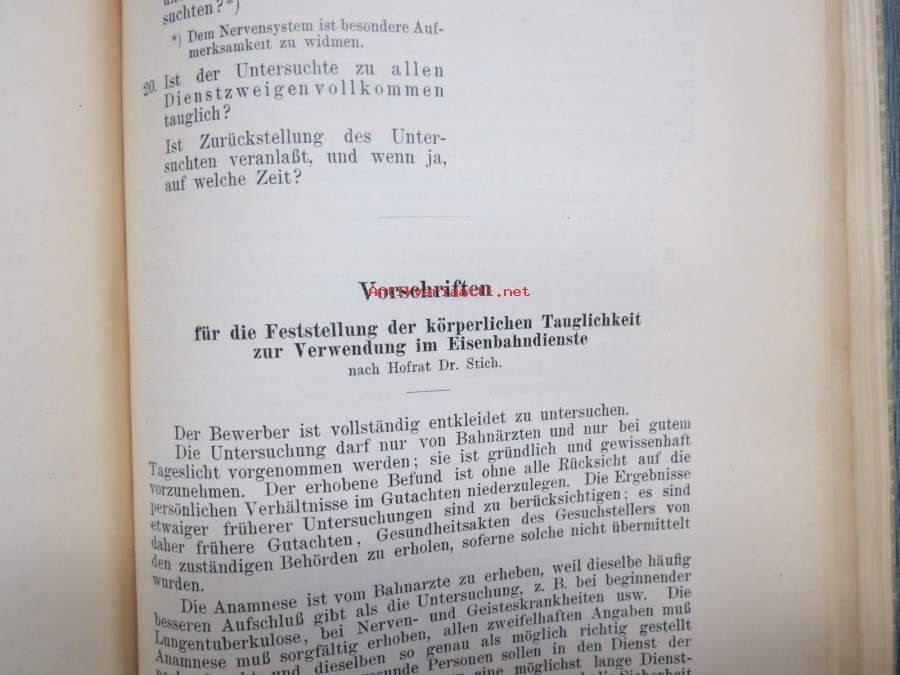 suchten?*)
*) Dem Nervensystem ist besondere Auf-
merksamkeit zu widmen.
20. Ist der Untersuchte zu allen
Dienstzweigen vollkommen
tauglich?
Ist Zurückstellung des Unter-
suchten veranlaßt, und wenn ja,
auf welche Zeit?
Vorschriften
Antikvariaatti.net
für die Feststellung der körperlichen Tauglichkeit
zur Verwendung im Eisenbahndienste
nach Hofrat Dr. Stich.
Der Bewerber ist vollständig entkleidet zu untersuchen.
Die Untersuchung darf nur von Bahnärzten und nur bei gutem
Tageslicht vorgenommen werden; sie ist gründlich und gewissenhaft
vorzunehmen. Der erhobene Befund ist ohne alle Rücksicht auf die
persönlichen Verhältnisse im Gutachten niederzulegen. Die Ergebnisse
etwaiger früherer Untersuchungen sind zu berücksichtigen; es sind
daher frühere Gutachten, Gesundheitsakten des Gesuchstellers von
den zuständigen Behörden zu erholen, soferne solche nicht übermittelt
wurden.
Die Anamnese ist vom Bahnarzte zu erheben, weil dieselbe häufig
besseren Aufschluß gibt als die Untersuchung, z. B. bei beginnender
Lungentuberkulose, bei Nerven- und Geisteskrankheiten usw. Die
Anamnese muß sorgfältig erhoben, allen zweifelhaften Angaben muß
und dieselben so genau als möglich richtig gestellt
Personen sollen in den Dienst der
eine möglichst lange Dienst-
Sicherheit